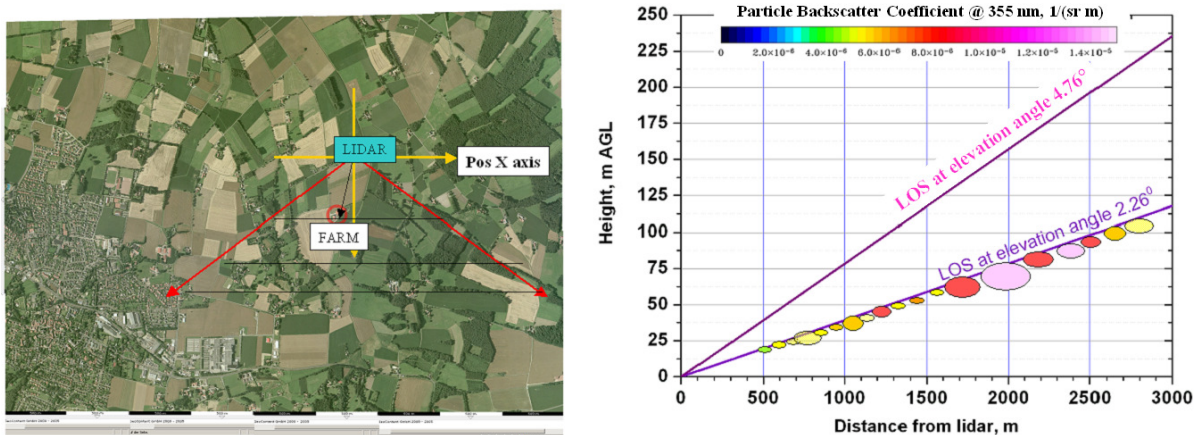 LIDAR
Pos X axis
FARM
Particle Backscatter Coefficient @ 355 nm, 1/(sr m)
0 2.0×10⁻⁶ 4.0×10⁻⁶ 6.0×10⁻⁶ 8.0×10⁻⁶ 1.0×10⁻⁵ 1.2×10⁻⁵ 1.4×10⁻⁵
250
225
200
175
150
125
100
75
50
25
0
Height, m AGL
LOS at elevation angle 4.76°
LOS at elevation angle 2.26⁰
0 500 1000 1500 2000 2500 3000
Distance from lidar, m